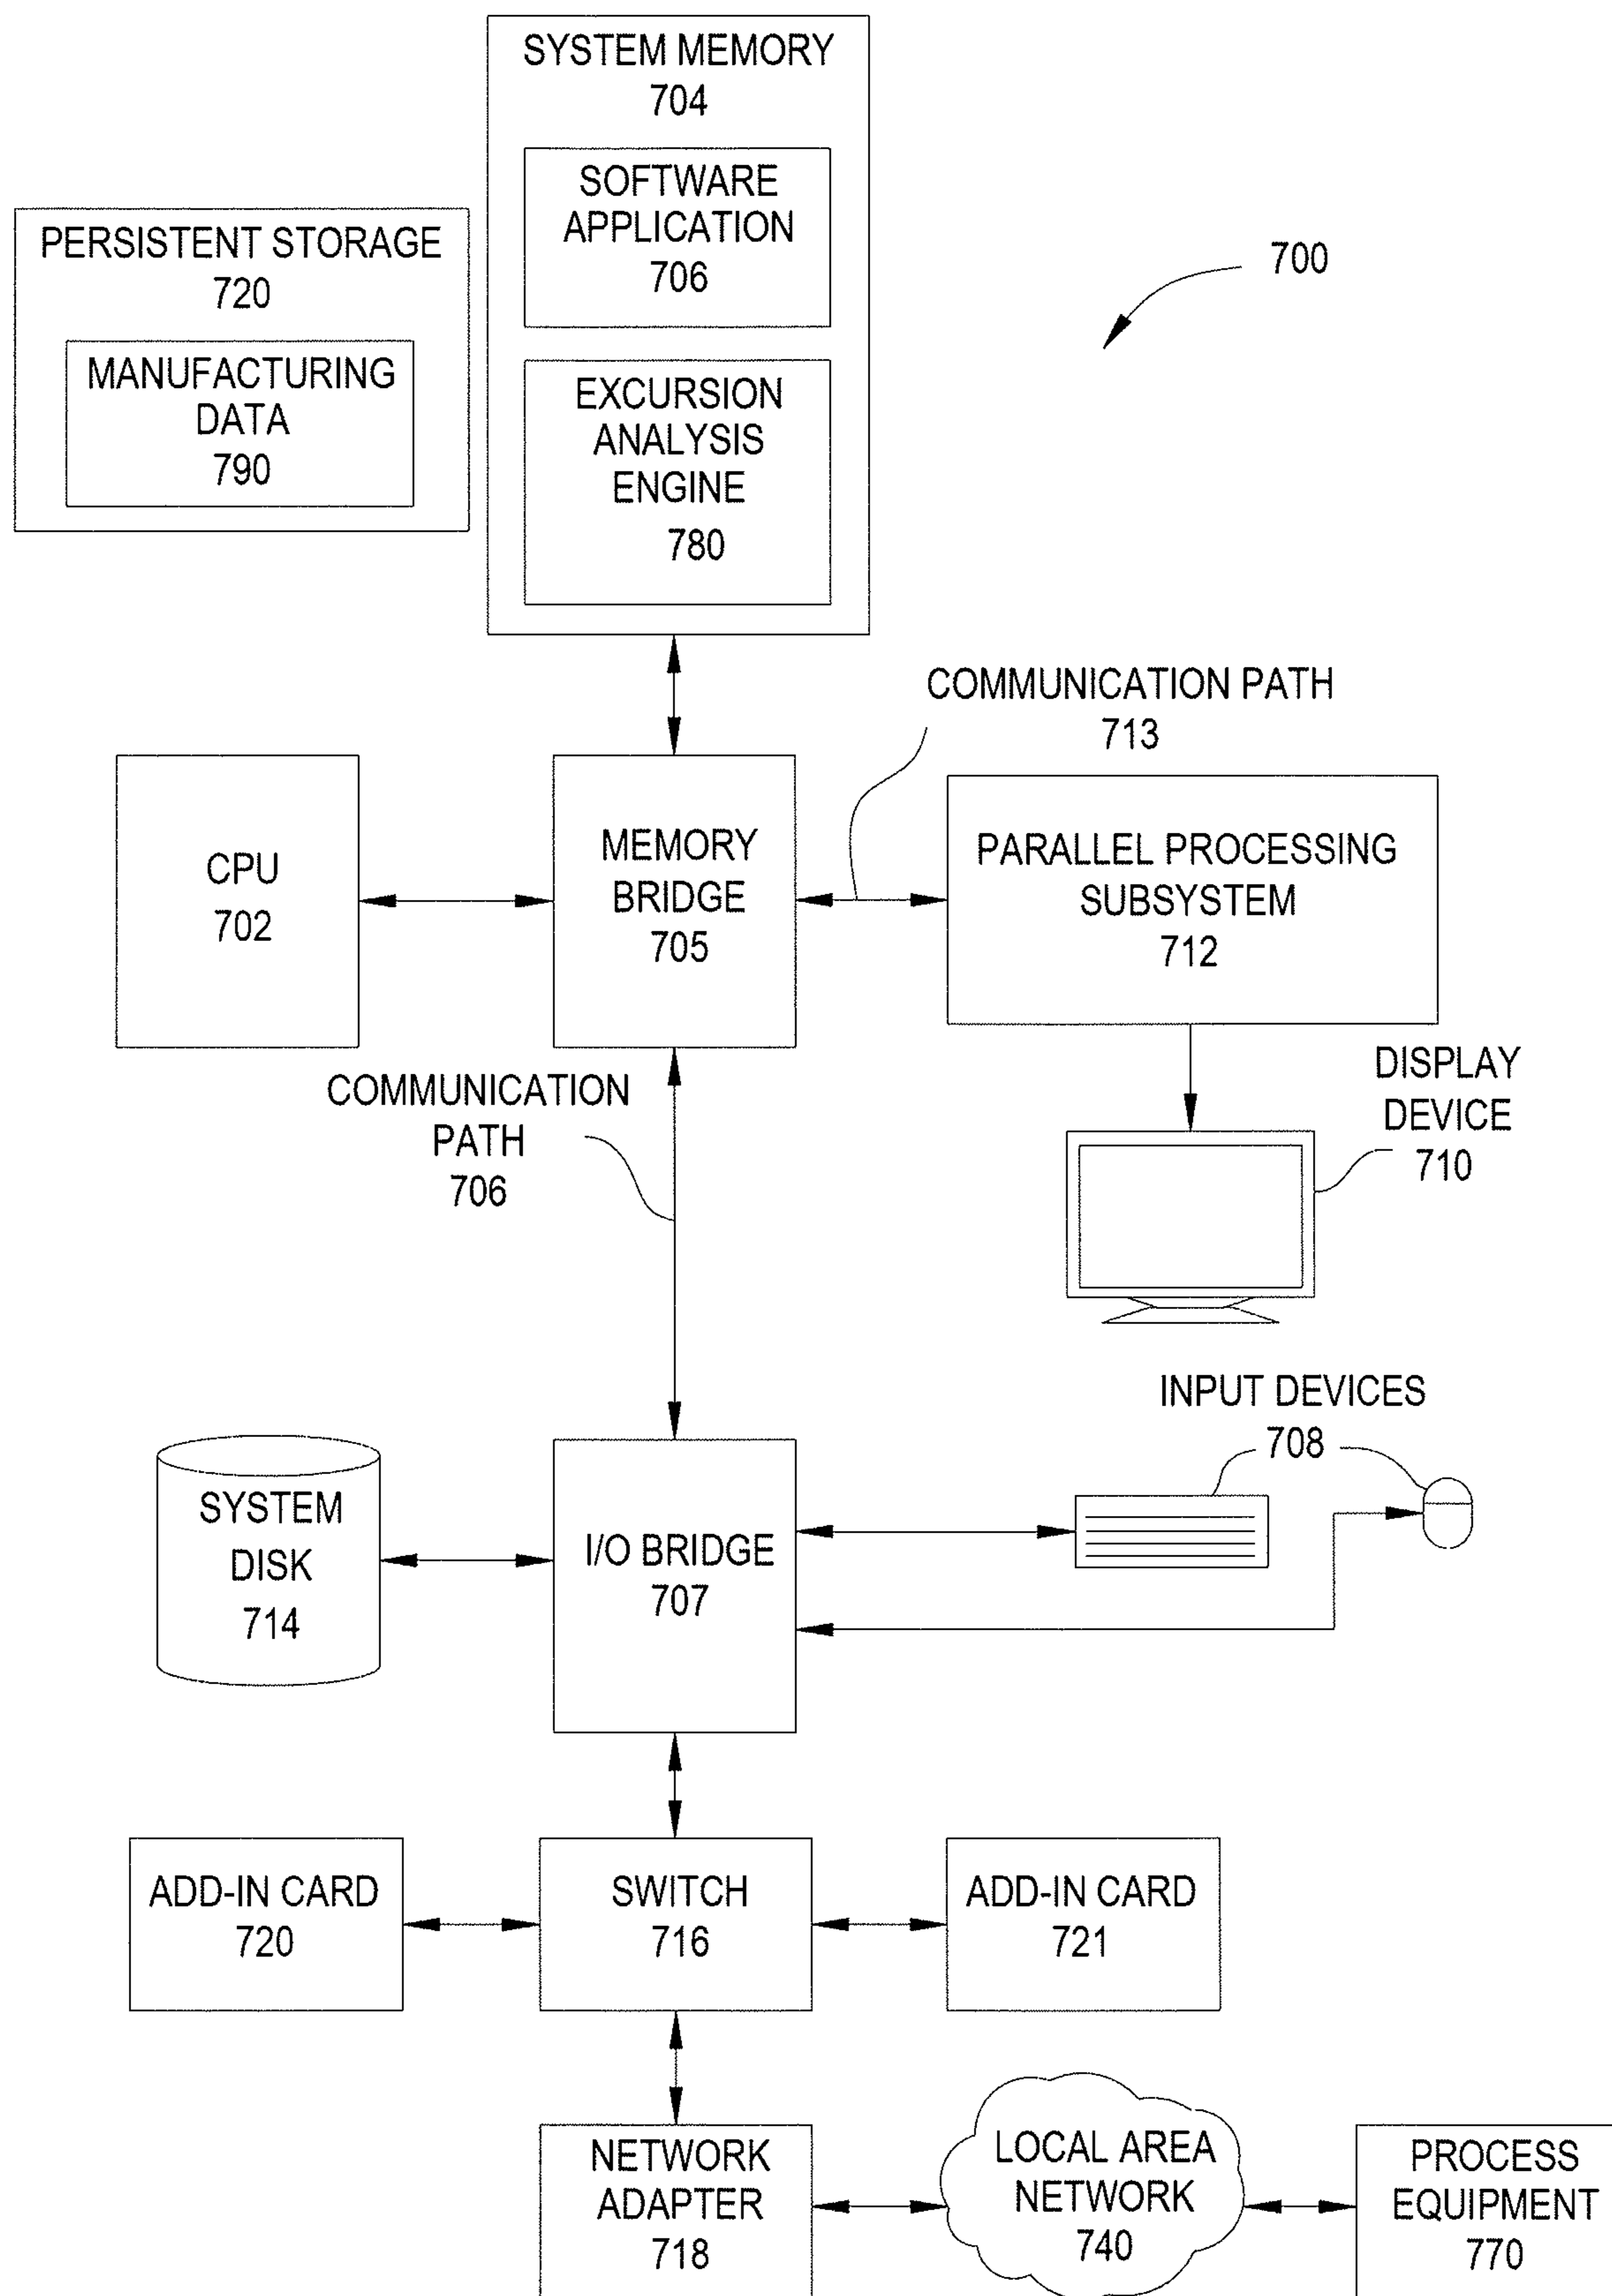 SYSTEM MEMORY
704
SOFTWARE
APPLICATION
706
EXCURSION
ANALYSIS
ENGINE
780
PERSISTENT STORAGE
720
MANUFACTURING
DATA
790
700
COMMUNICATION PATH
713
CPU
702
MEMORY
BRIDGE
705
PARALLEL PROCESSING
SUBSYSTEM
712
COMMUNICATION
PATH
706
DISPLAY
DEVICE
710
INPUT DEVICES
708
SYSTEM
DISK
714
I/O BRIDGE
707
ADD-IN CARD
720
SWITCH
716
ADD-IN CARD
721
NETWORK
ADAPTER
718
LOCAL AREA
NETWORK
740
PROCESS
EQUIPMENT
770